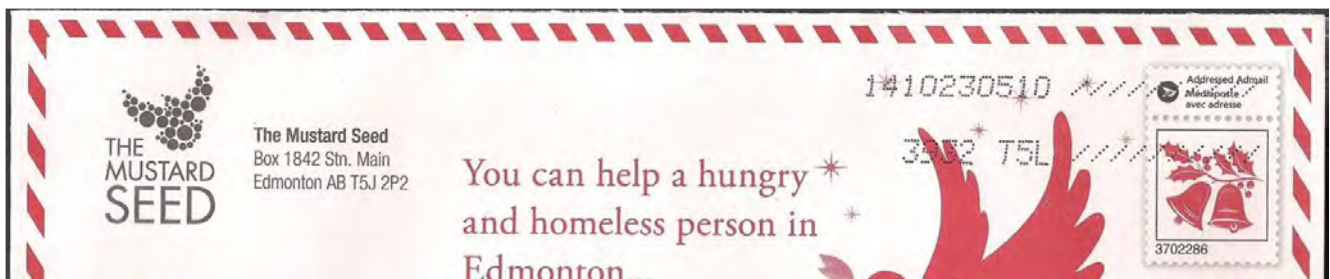 THE
MUSTARD
SEED
The Mustard Seed
Box 1842 Stn. Main
Edmonton AB T5J 2P2
You can help a hungry
and homeless person in
Edmonton...
1410230510
T5L
Addressed Admail
Médiaposte
avec adresse
3702286